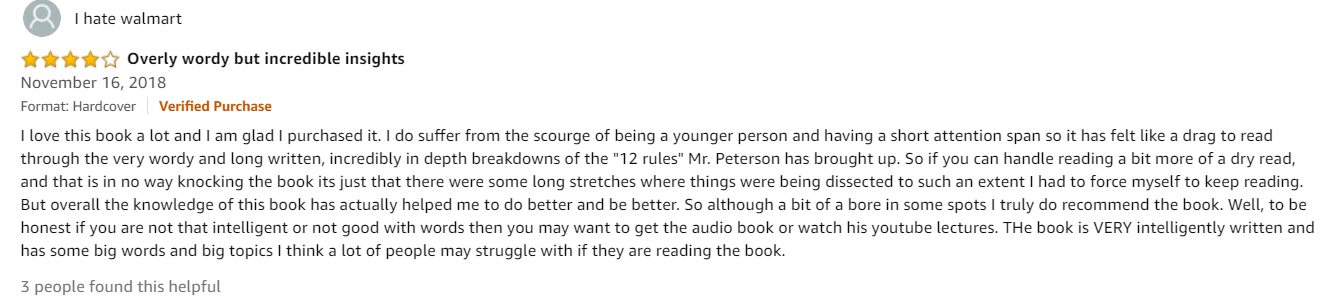 I hate walmart
Overly wordy but incredible insights
November 16, 2018
Format: Hardcover Verified Purchase
I love this book a lot and I am glad I purchased it. I do suffer from the scourge of being a younger person and having a short attention span so it has felt like a drag to read
through the very wordy and long written, incredibly in depth breakdowns of the "12 rules" Mr. Peterson has brought up. So if you can handle reading a bit more of a dry read,
and that is in no way knocking the book its just that there were some long stretches where things were being dissected to such an extent I had to force myself to keep reading.
But overall the knowledge of this book has actually helped me to do better and be better. So although a bit of a bore in some spots I truly do recommend the book. Well, to be
honest if you are not that intelligent or not good with words then you may want to get the audio book or watch his youtube lectures. THe book is VERY intelligently written and
has some big words and big topics I think a lot of people may struggle with if they are reading the book.
3 people found this helpful